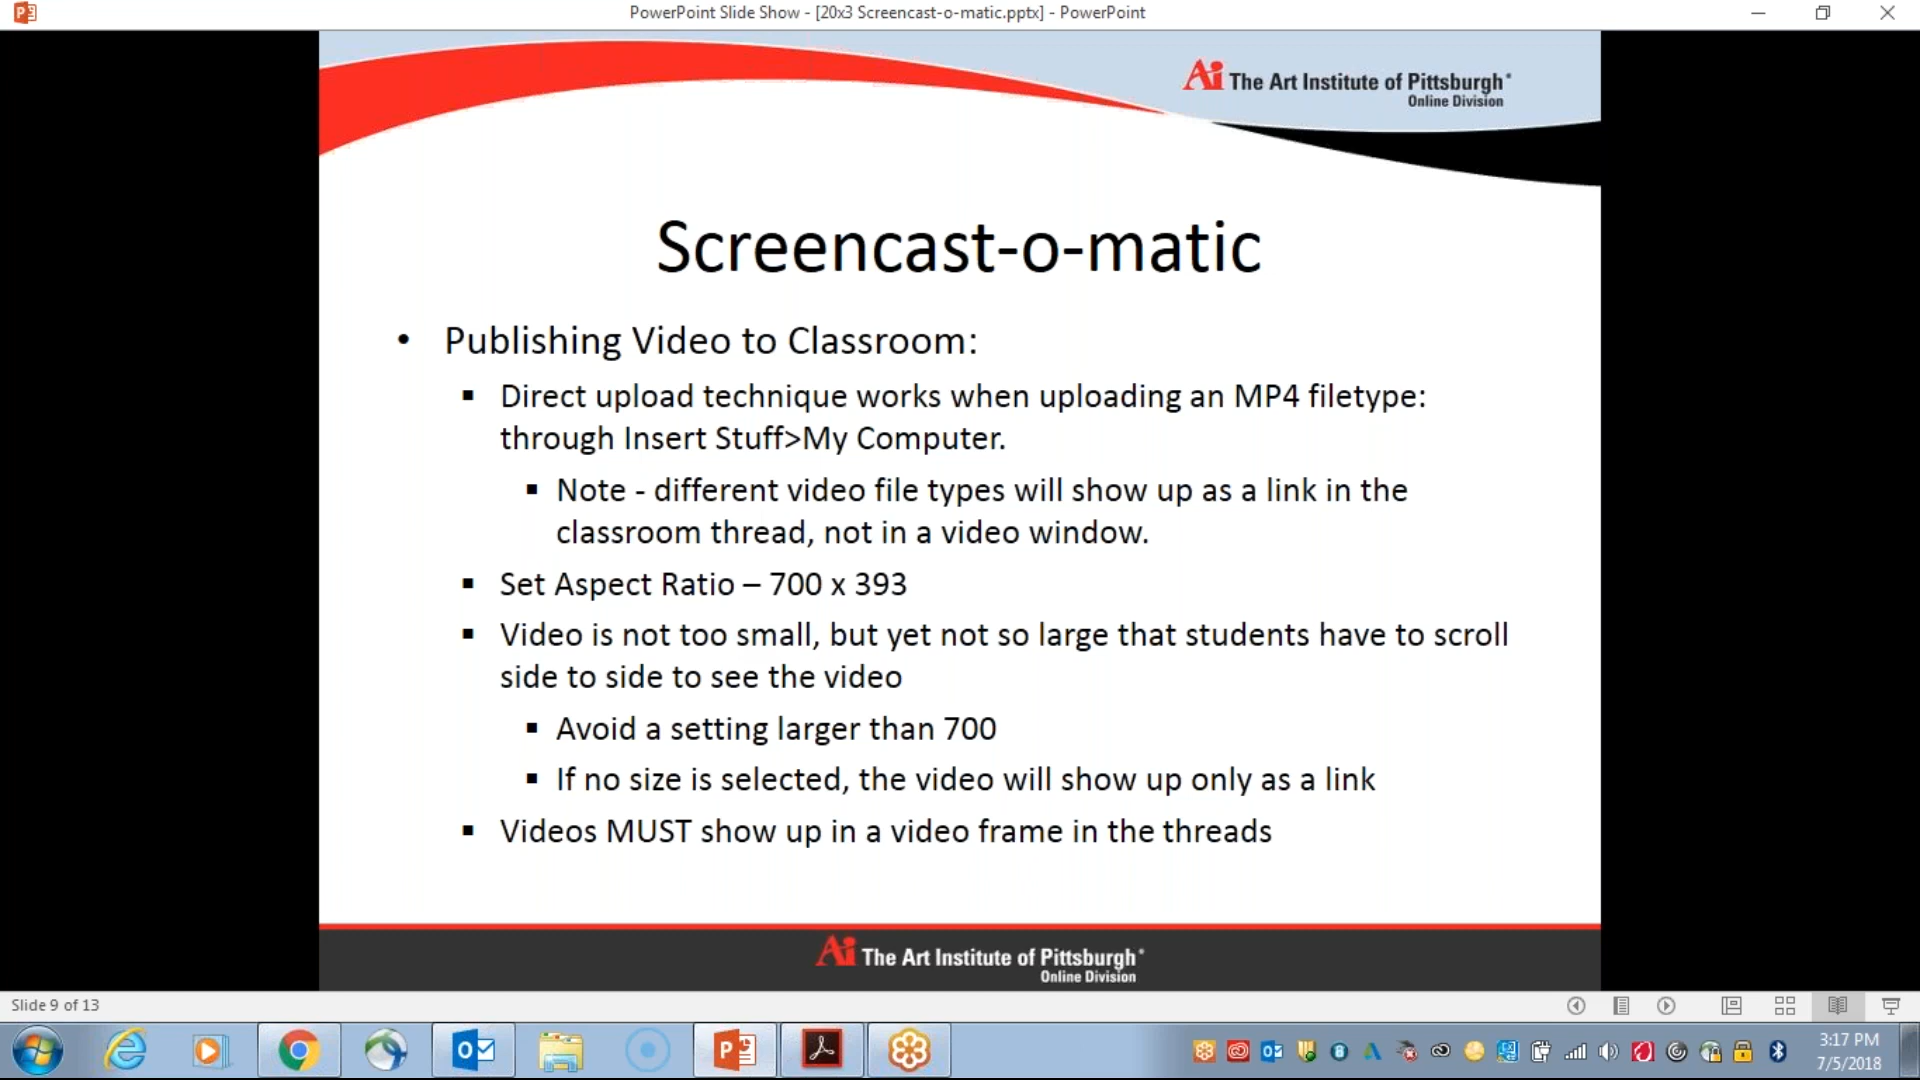 PowerPoint Slide Show - [20x3 Screencast-o-matic.pptx] - PowerPoint
Ai The Art Institute of Pittsburgh®
Online Division
Screencast-o-matic
• Publishing Video to Classroom:
▪ Direct upload technique works when uploading an MP4 filetype:
through Insert Stuff>My Computer.
▪ Note - different video file types will show up as a link in the
classroom thread, not in a video window.
▪ Set Aspect Ratio – 700 x 393
▪ Video is not too small, but yet not so large that students have to scroll
side to side to see the video
▪ Avoid a setting larger than 700
▪ If no size is selected, the video will show up only as a link
▪ Videos MUST show up in a video frame in the threads
Ai The Art Institute of Pittsburgh®
Online Division
Slide 9 of 13
3:17 PM
7/5/2018